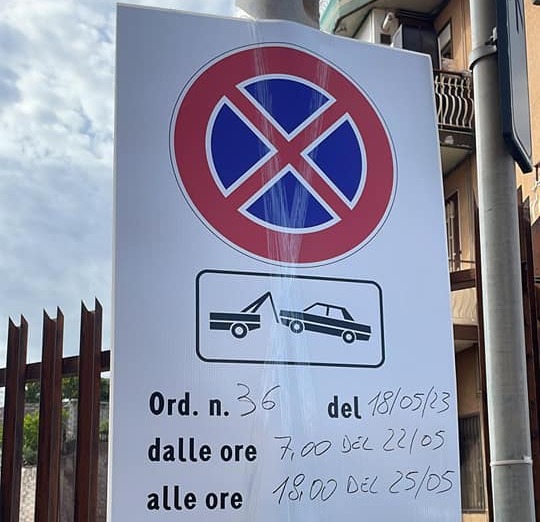 Ord. n. 36 del 18/05/23
dalle ore 7,00 DEL 22/05
alle ore 18,00 DEL 25/05